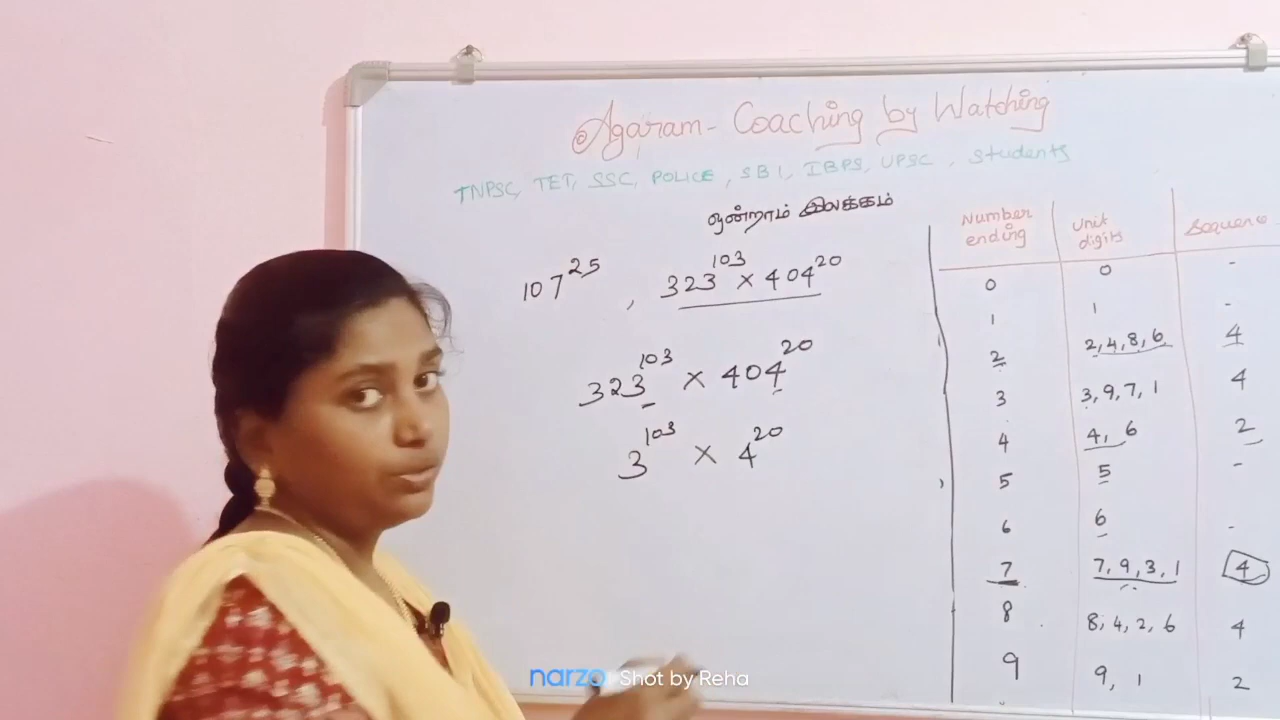 Agaram - Coaching by Watching
TNPSC, TET, SSC, POLICE, SBI, IBPS, UPSC, Students
ஒன்றாம் இலக்கம்
107²⁵, 323¹⁰³ × 404²⁰
323¹⁰³ × 404²⁰
3¹⁰³ × 4²⁰
Number ending Unit digits Sequence
0 0 -
1 1 -
2 2,4,8,6 4
3 3,9,7,1 4
4 4,6 2
5 5 -
6 6 -
7 7,9,3,1 4
8 8,4,2,6 4
9 9,1 2
narzo Shot by Reha